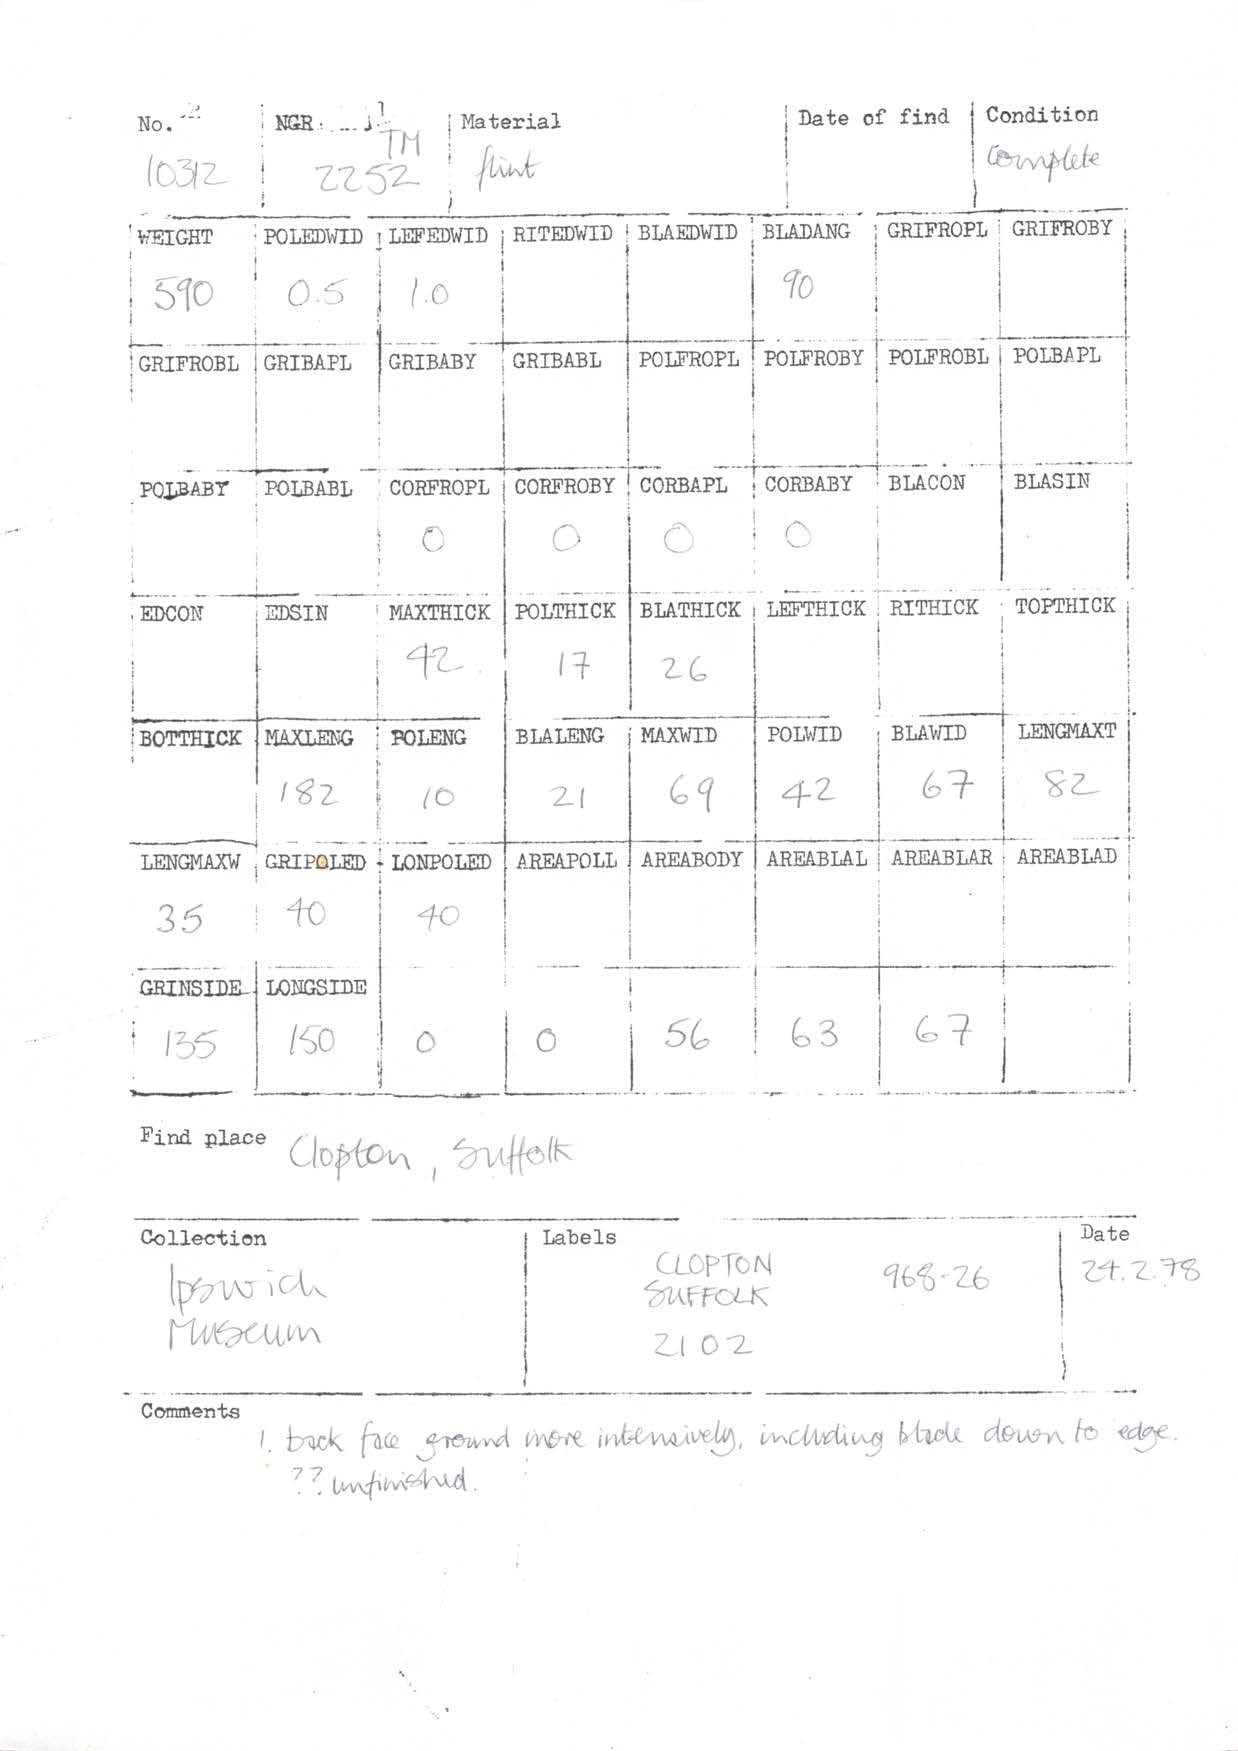 No. NGR Material Date of find Condition
10312 TM 2252 flint complete
WEIGHT POLEDWID LEFEDWID RITEDWID BLAEDWID BLADANG GRIFROPL GRIFROBY
590 0.5 1.0 90
GRIFROBL GRIBAPL GRIBABY GRIBABL POLFROPL POLFROBY POLFROBL POLBAPL
POLBABY POLBABL CORFROPL CORFROBY CORBAPL CORBABY BLACON BLASIN
0 0 0 0
EDCON EDSIN MAXTHICK POLTHICK BLATHICK LEFTHICK RITHICK TOPTHICK
42 17 26
BOTTHICK MAXLENG POLENG BLALENG MAXWID POLWID BLAWID LENGMAXT
182 10 21 69 42 67 82
LENGMAXW GRIPOLED LONPOLED AREAPOLL AREABODY AREABLAL AREABLAR AREABLAD
35 40 40
GRINSIDE LONGSIDE
135 150 0 0 56 63 67
Find place Clopton, Suffolk
Collection Labels Date
Ipswich CLOPTON 968-26 24.2.78
Museum SUFFOLK
2102
Comments
1. back face ground more intensively, including blade down to edge.
?? unfinished.